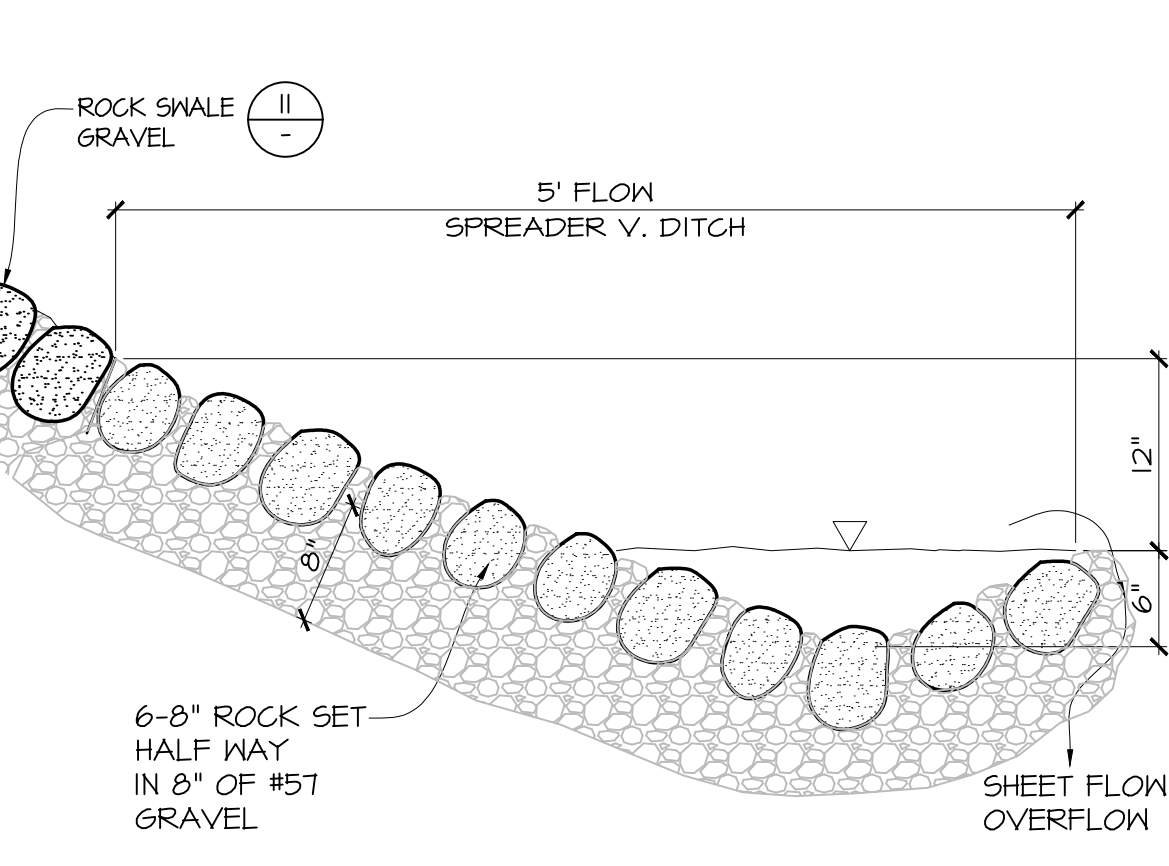 ROCK SWALE
GRAVEL
11
-
5' FLOW
SPREADER V. DITCH
12"
8"
6"
6-8" ROCK SET
HALF WAY
IN 8" OF #57
GRAVEL
SHEET FLOW
OVERFLOW